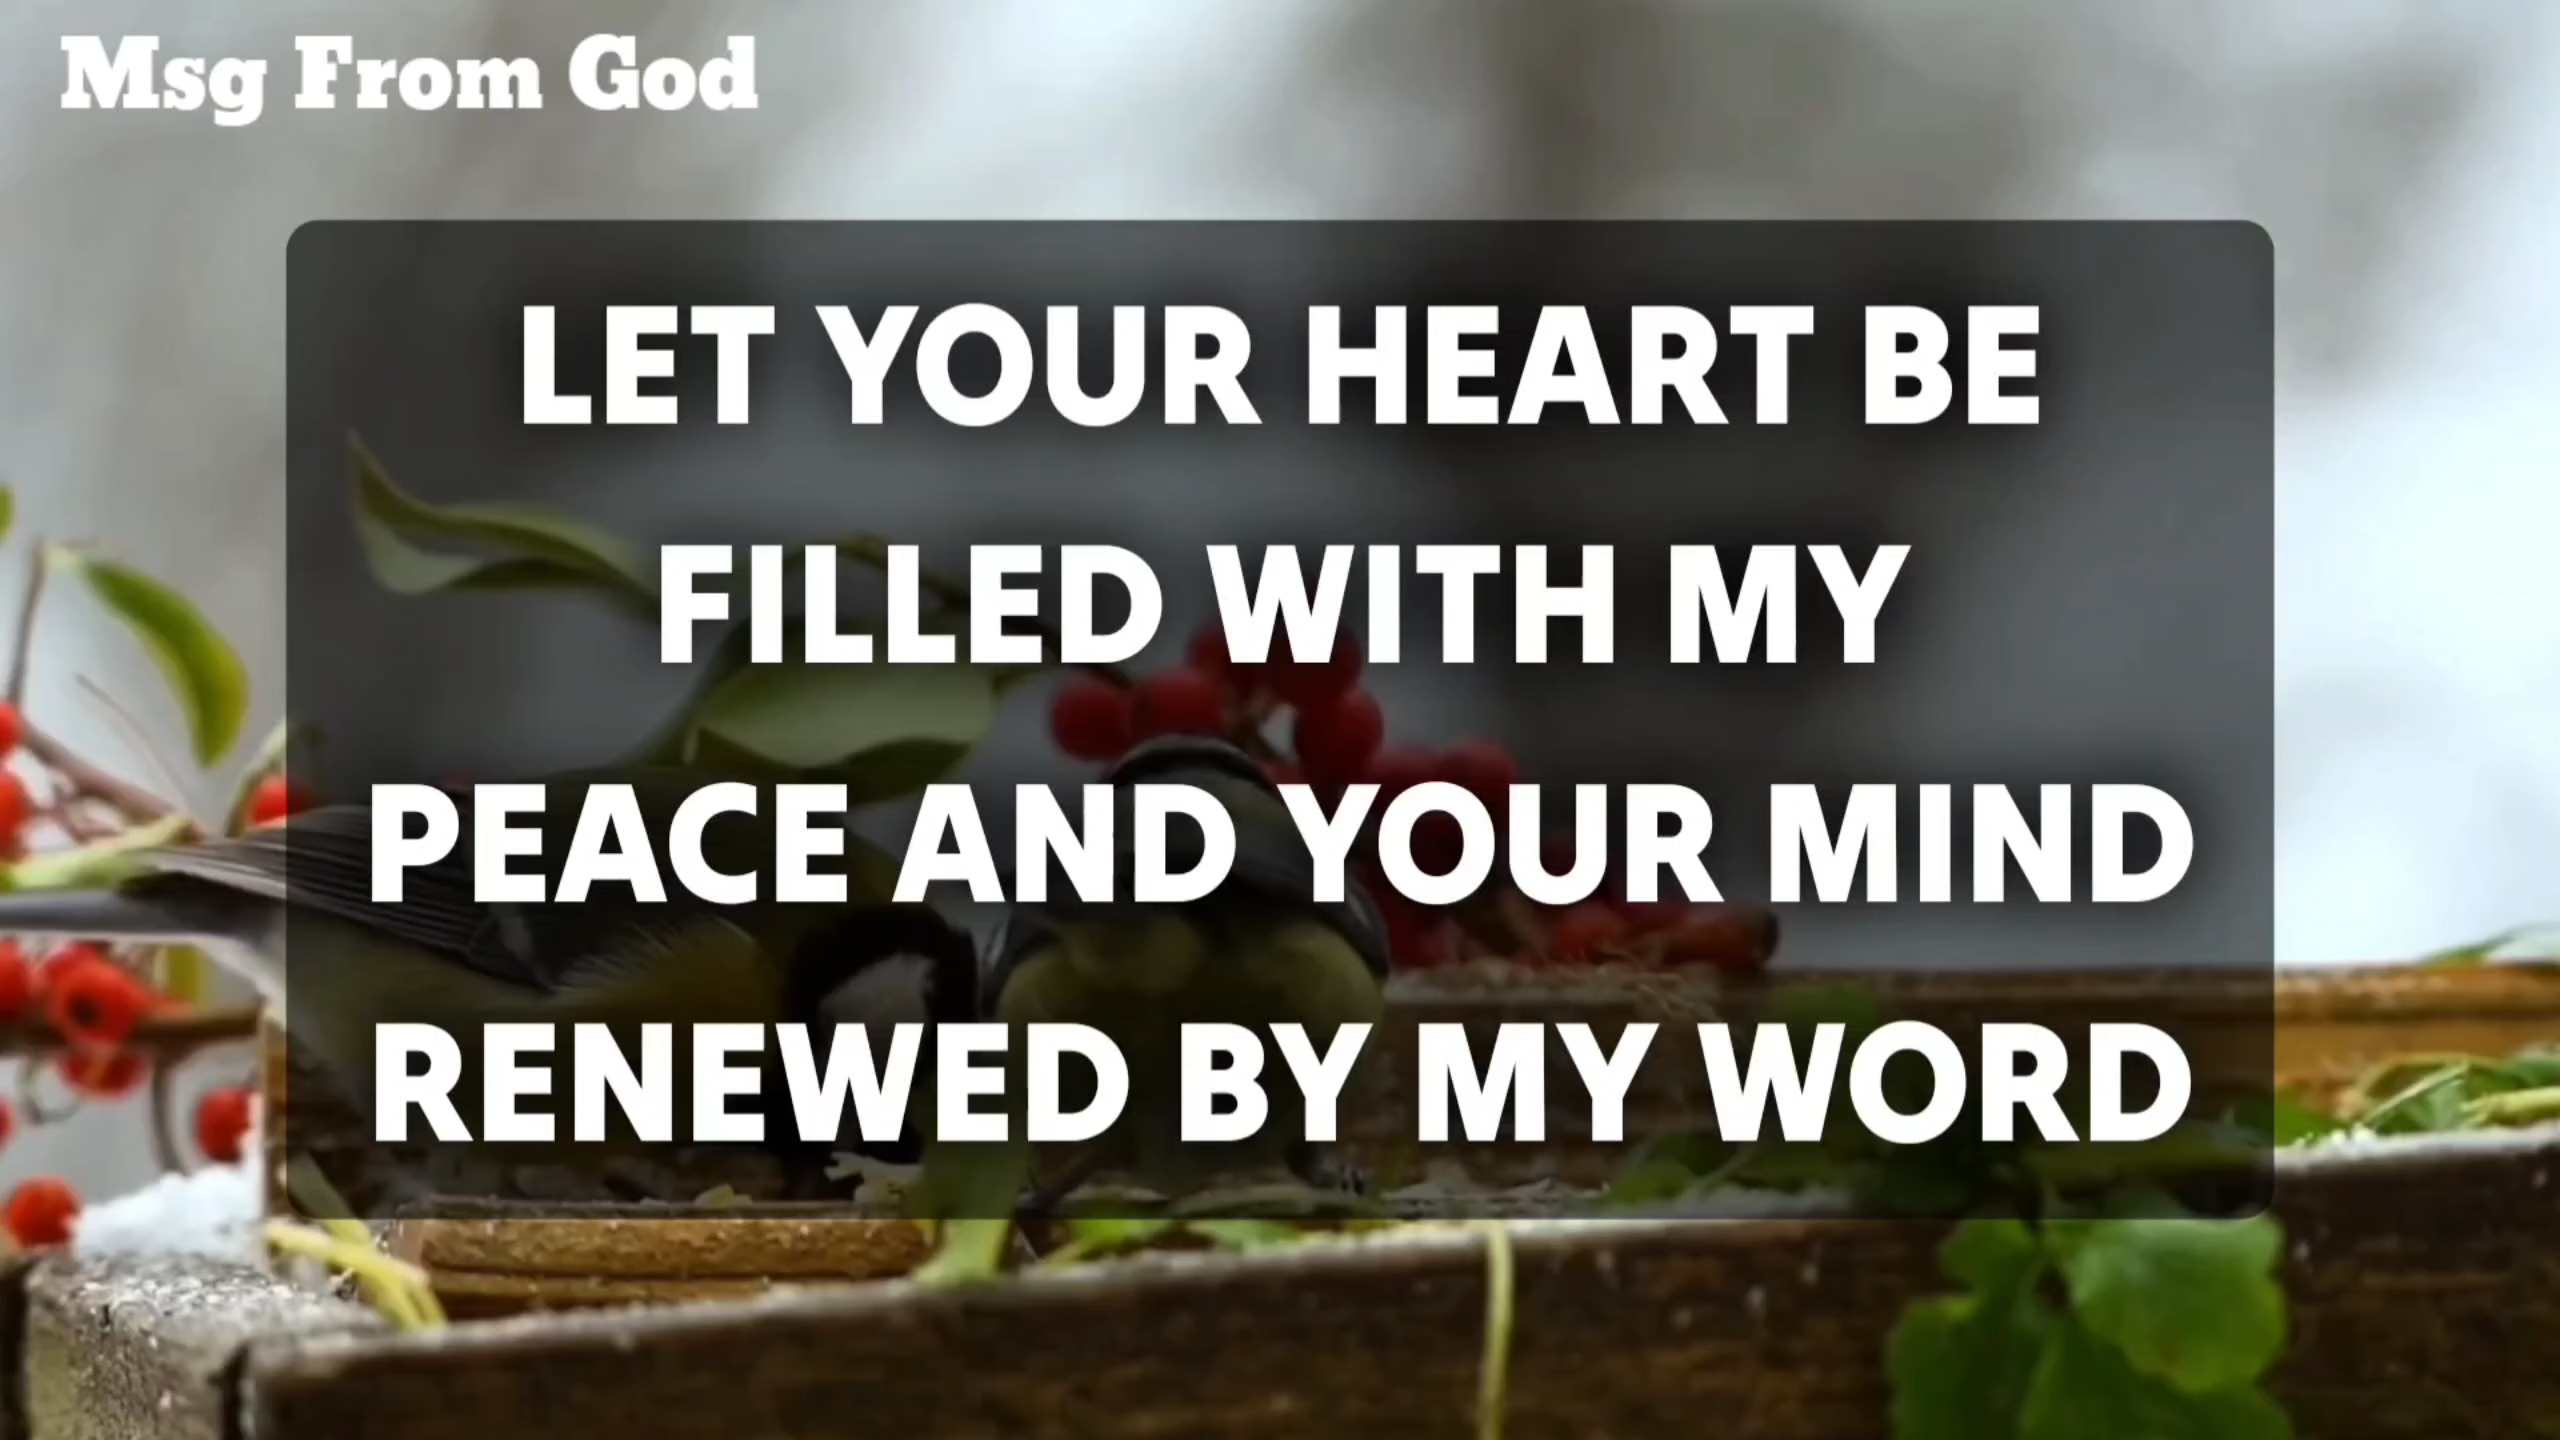 Msg From God
LET YOUR HEART BE
FILLED WITH MY
PEACE AND YOUR MIND
RENEWED BY MY WORD